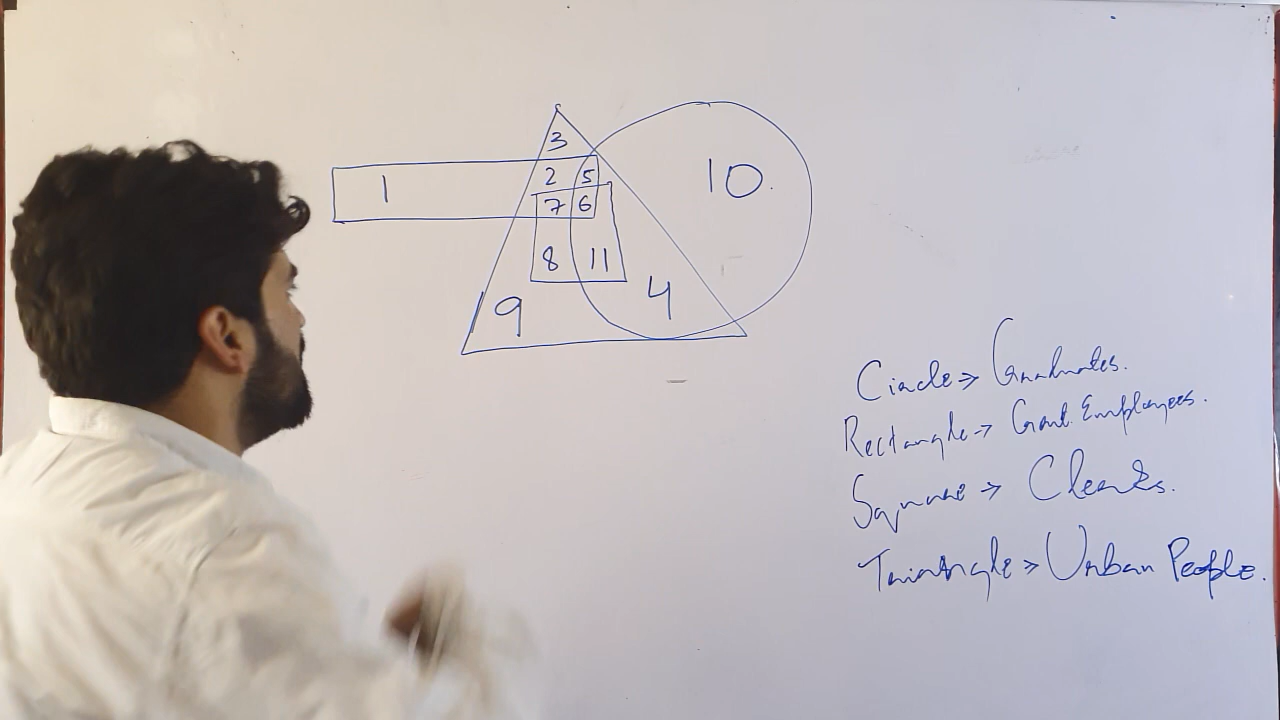 3
1 2 5 10.
7 6
8 11
9 4
Circle → Graduates.
Rectangle → Govt. Employees.
Square → Clerks.
Triangle → Urban People.